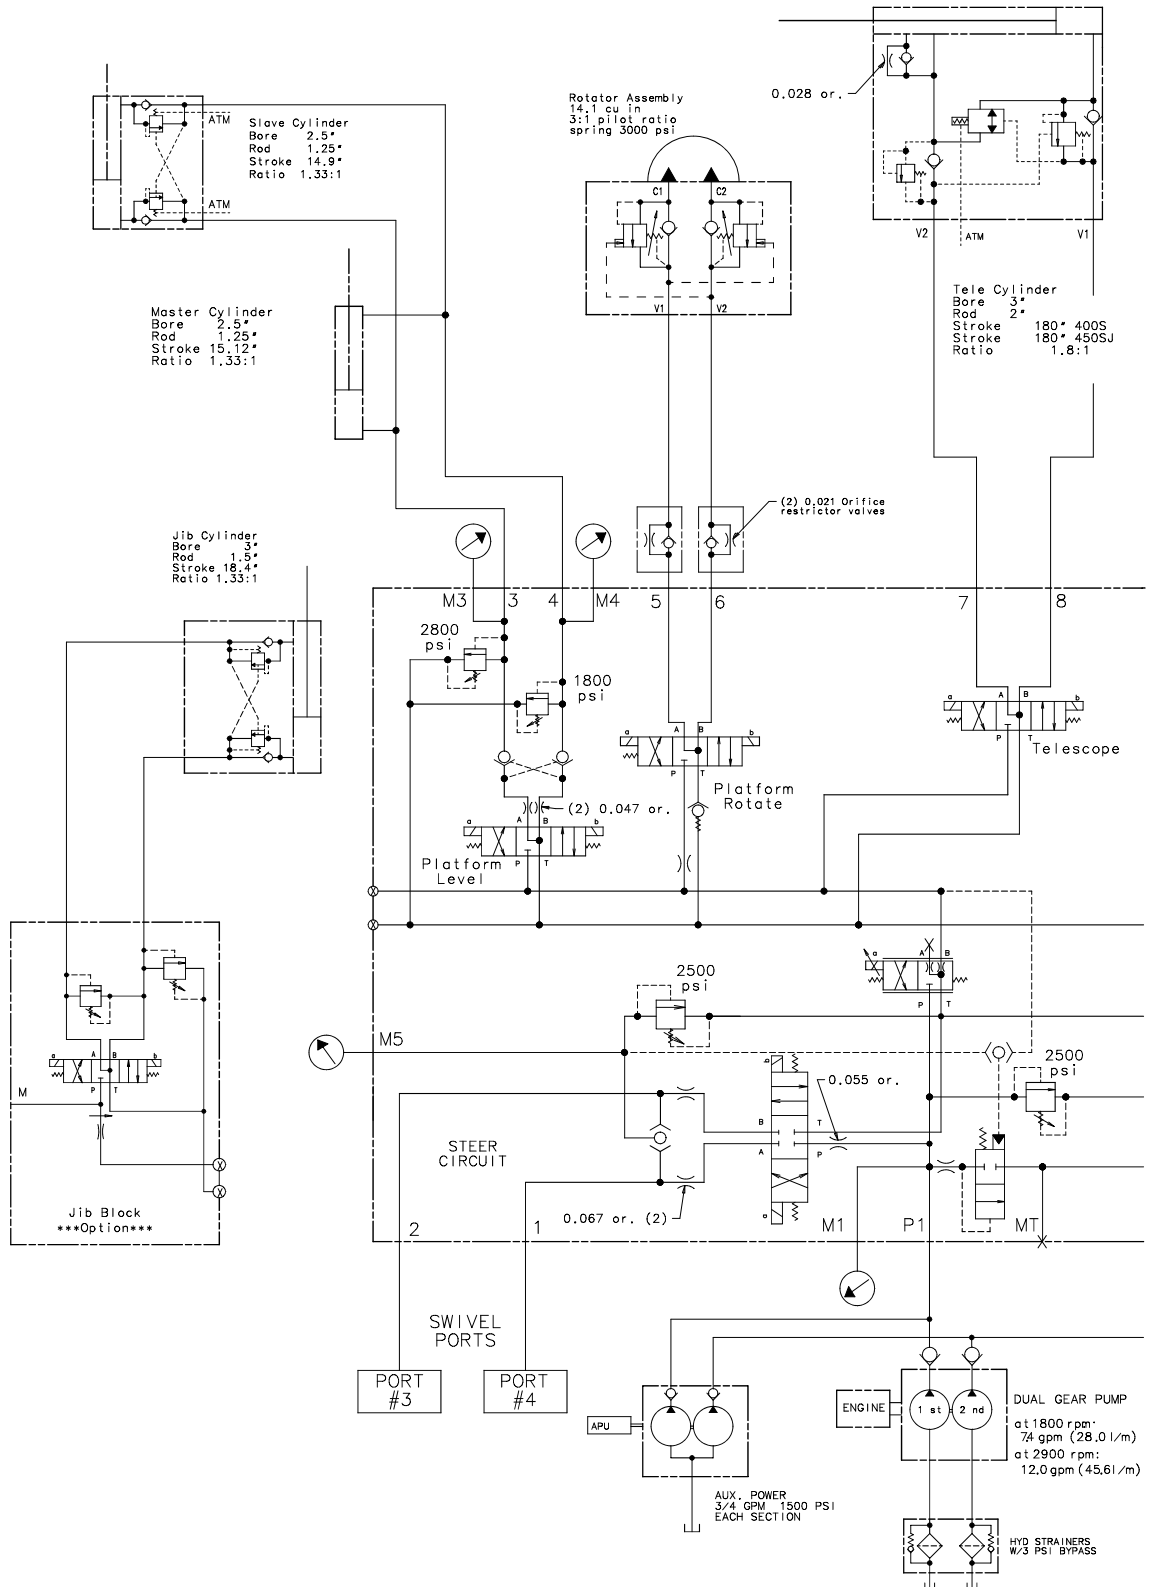 ATM
Slave Cylinder
Bore 2.5"
Rod 1.25"
Stroke 14.9"
Ratio 1.33:1
ATM
Rotator Assembly
14.1 cu in
3:1 pilot ratio
spring 3000 psi
C1 C2
V1 V2
0.028 or.
V2 ATM V1
Tele Cylinder
Bore 3"
Rod 2"
Stroke 180" 400S
Stroke 180" 450SJ
Ratio 1.8:1
Master Cylinder
Bore 2.5"
Rod 1.25"
Stroke 15.12"
Ratio 1.33:1
(2) 0.021 Orifice
restrictor valves
Jib Cylinder
Bore 3"
Rod 1.5"
Stroke 18.4"
Ratio 1.33:1
M3 3 4 M4 5 6 7 8
2800
psi
1800
psi
a A B b
P T
Platform
Rotate
a A B b
P T
Telescope
(2) 0.047 or.
a A B b
P T
Platform
Level
a A B
P T
2500
psi
M5
2500
psi
a
B T
A P
a
0.055 or.
STEER
CIRCUIT
0.067 or. (2)
2 1 M1 P1 MT
a A B b
P T
M
Jib Block
***Option***
SWIVEL
PORTS
PORT
#3
PORT
#4
APU
AUX. POWER
3/4 GPM 1500 PSI
EACH SECTION
ENGINE
1 st 2 nd
DUAL GEAR PUMP
at 1800 rpm:
7.4 gpm (28.0 l/m)
at 2900 rpm:
12.0 gpm (45.6 l/m)
HYD STRAINERS
W/3 PSI BYPASS